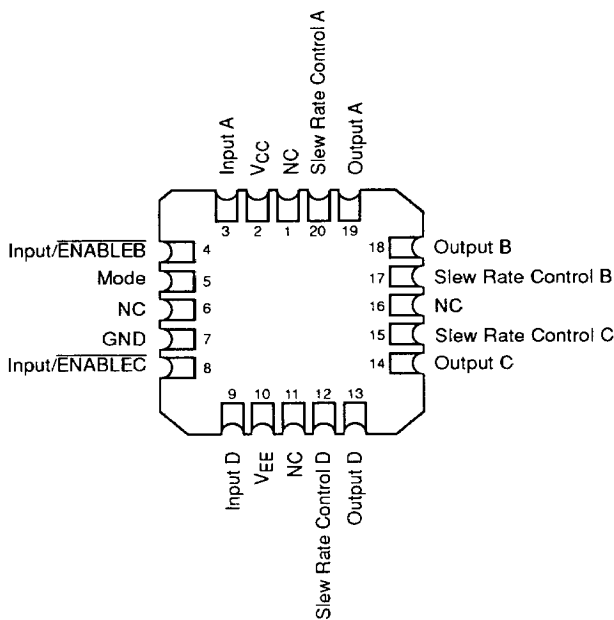 Input A
VCC
NC
Slew Rate Control A
Output A
3
2
1
20
19
Input/ENABLEB
4
Mode
5
NC
6
GND
7
Input/ENABLEC
8
18
Output B
17
Slew Rate Control B
16
NC
15
Slew Rate Control C
14
Output C
9
10
11
12
13
Input D
VEE
NC
Slew Rate Control D
Output D